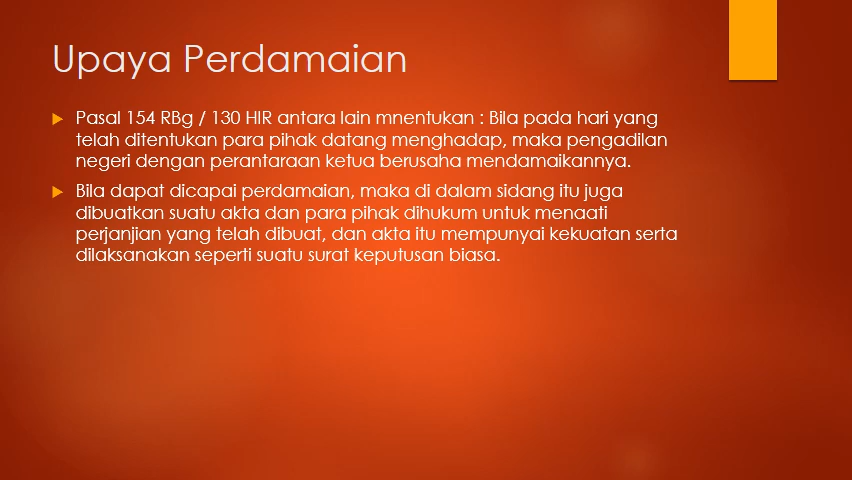 Upaya Perdamaian
Pasal 154 RBg / 130 HIR antara lain mnentukan : Bila pada hari yang
telah ditentukan para pihak datang menghadap, maka pengadilan
negeri dengan perantaraan ketua berusaha mendamaikannya.
Bila dapat dicapai perdamaian, maka di dalam sidang itu juga
dibuatkan suatu akta dan para pihak dihukum untuk menaati
perjanjian yang telah dibuat, dan akta itu mempunyai kekuatan serta
dilaksanakan seperti suatu surat keputusan biasa.